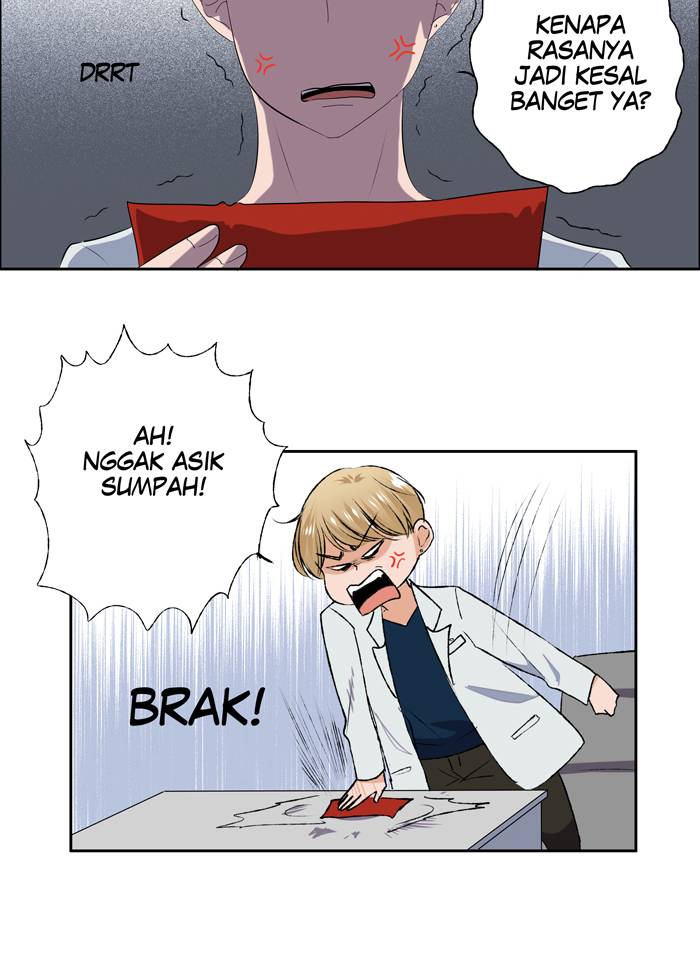 DRRT
KENAPA
RASANYA
JADI KESAL
BANGET YA?
AH!
NGGAK ASIK
SUMPAH!
BRAK!